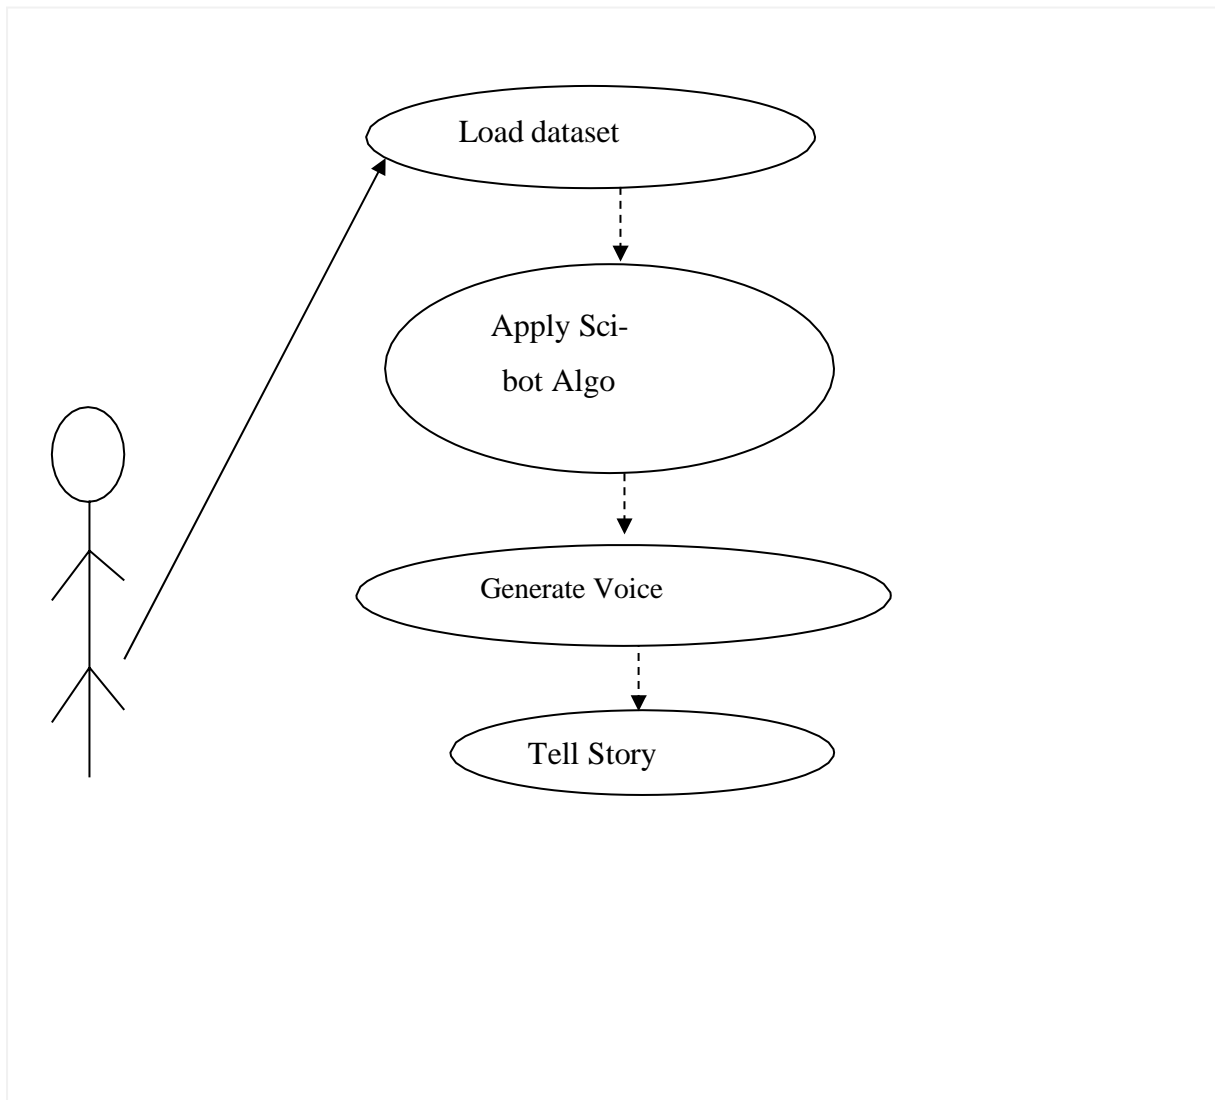 Load dataset
Apply Sci-
bot Algo
Generate Voice
Tell Story